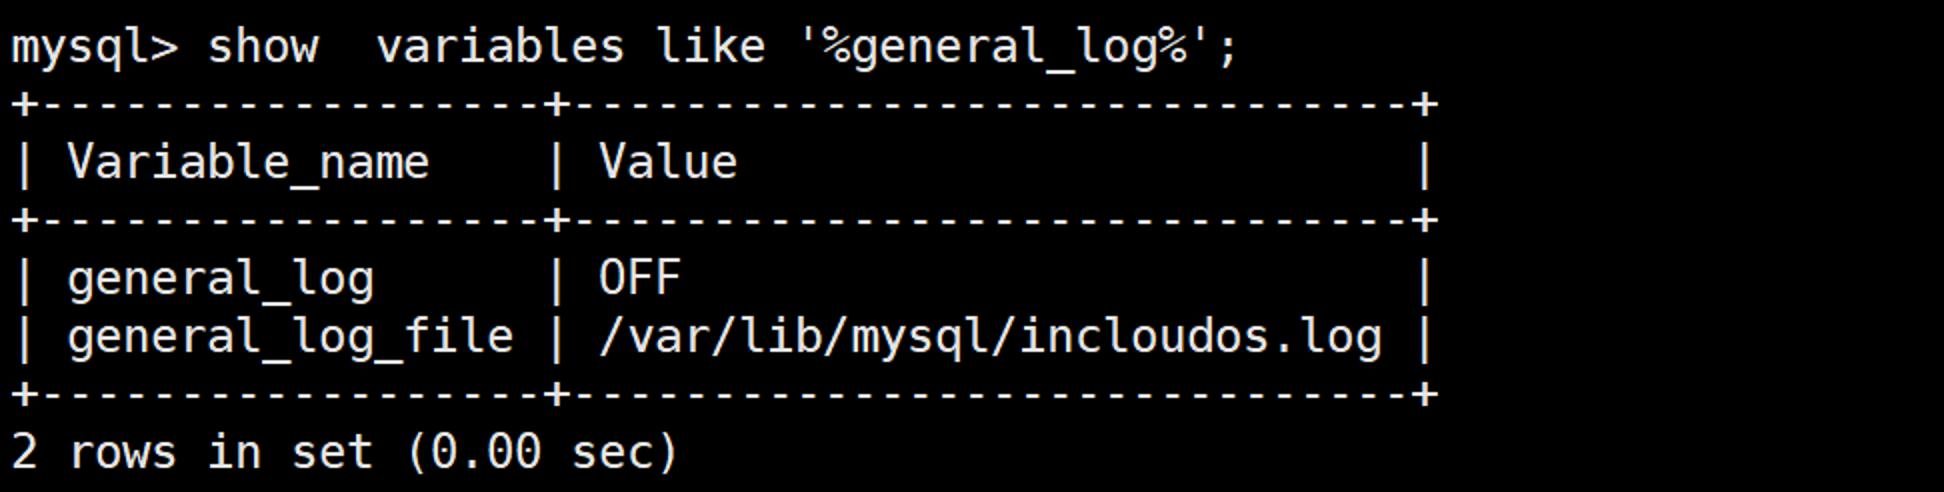 mysql> show  variables like '%general_log%';
+------------------+------------------------------+
| Variable_name    | Value                        |
+------------------+------------------------------+
| general_log      | OFF                          |
| general_log_file | /var/lib/mysql/incloudos.log |
+------------------+------------------------------+
2 rows in set (0.00 sec)